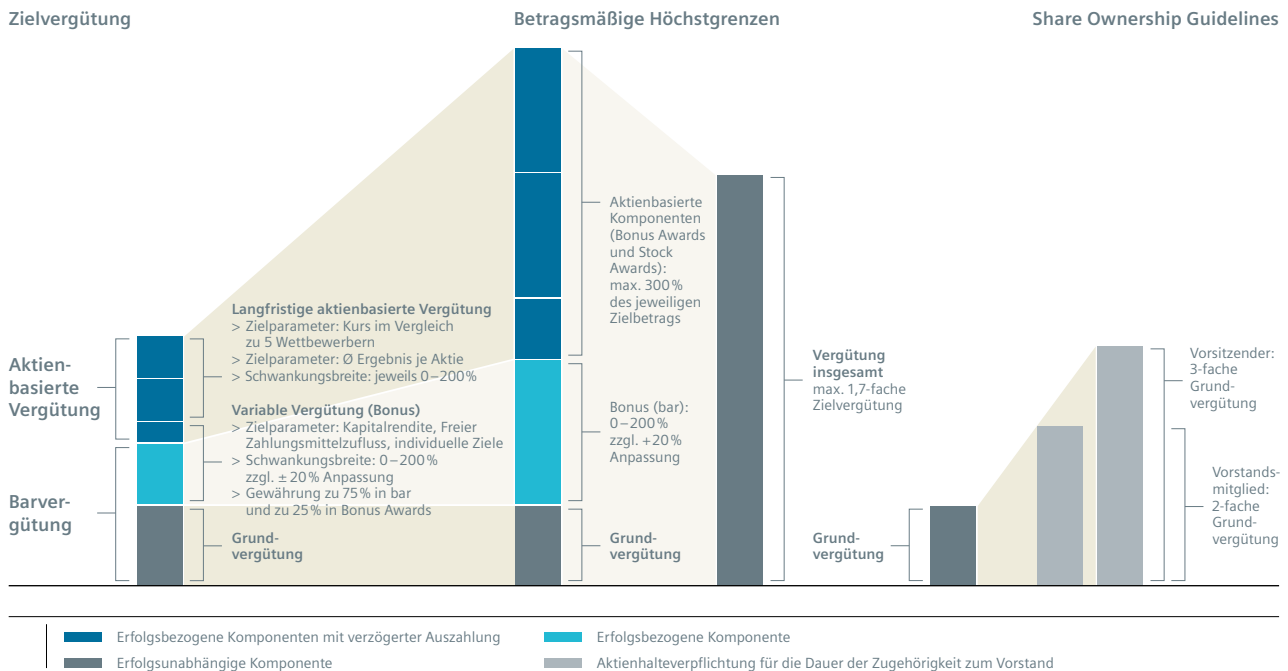 Zielvergütung
Betragsmäßige Höchstgrenzen
Share Ownership Guidelines
Aktien-
basierte
Vergütung
Barver-
gütung
Langfristige aktienbasierte Vergütung
> Zielparameter: Kurs im Vergleich
zu 5 Wettbewerbern
> Zielparameter: Ø Ergebnis je Aktie
> Schwankungsbreite: jeweils 0–200%
Variable Vergütung (Bonus)
> Zielparameter: Kapitalrendite, Freier
Zahlungsmittelzufluss, individuelle Ziele
> Schwankungsbreite: 0–200%
zzgl. ± 20% Anpassung
> Gewährung zu 75% in bar
und zu 25% in Bonus Awards
Grund-
vergütung
Aktienbasierte
Komponenten
(Bonus Awards
und Stock
Awards):
max. 300%
des jeweiligen
Zielbetrags
Bonus (bar):
0–200%
zzgl. +20%
Anpassung
Grund-
vergütung
Vergütung
insgesamt
max. 1,7-fache
Zielvergütung
Grund-
vergütung
Vorsitzender:
3-fache
Grund-
vergütung
Vorstands-
mitglied:
2-fache
Grund-
vergütung
Erfolgsbezogene Komponenten mit verzögerter Auszahlung
Erfolgsbezogene Komponente
Erfolgsunabhängige Komponente
Aktienhalteverpflichtung für die Dauer der Zugehörigkeit zum Vorstand